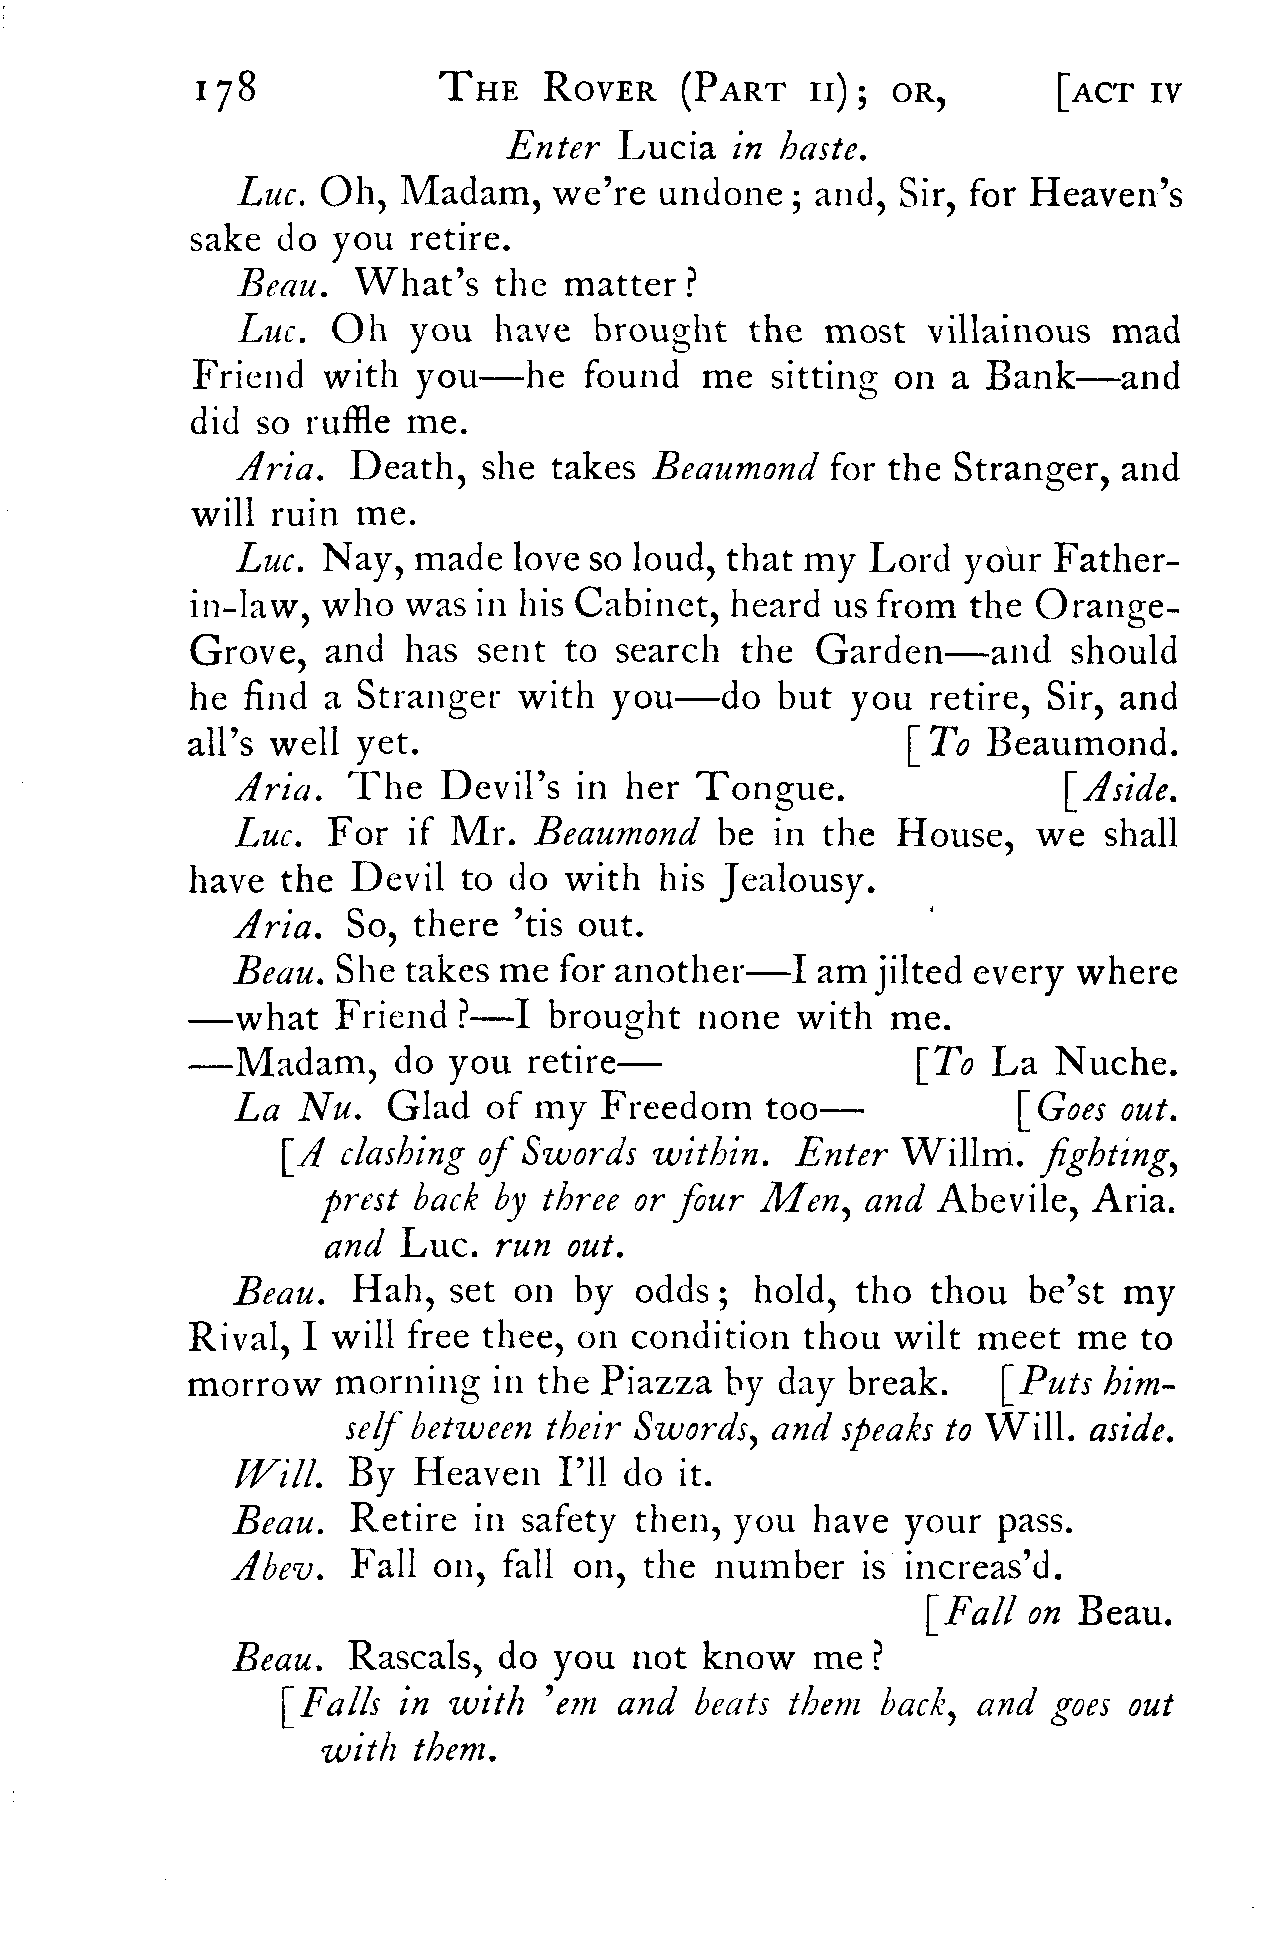 178 The Rover (Part II); or, [ACT IV
Enter Lucia in haste.
Luc. Oh, Madam, we're undone; and, Sir, for Heaven's
sake do you retire.
Beau. What's the matter?
Luc. Oh you have brought the most villainous mad
Friend with you—he found me sitting on a Bank—and
did so ruffle me.
Aria. Death, she takes Beaumond for the Stranger, and
will ruin me.
Luc. Nay, made love so loud, that my Lord your Father-
in-law, who was in his Cabinet, heard us from the Orange-
Grove, and has sent to search the Garden—and should
he find a Stranger with you—do but you retire, Sir, and
all's well yet. [To Beaumond.
Aria. The Devil's in her Tongue. [Aside.
Luc. For if Mr. Beaumond be in the House, we shall
have the Devil to do with his Jealousy.
Aria. So, there 'tis out.
Beau. She takes me for another—I am jilted every where
—what Friend?—I brought none with me.
—Madam, do you retire— [To La Nuche.
La Nu. Glad of my Freedom too— [Goes out.
[A clashing of Swords within. Enter Willm. fighting,
prest back by three or four Men, and Abevile, Aria.
and Luc. run out.
Beau. Hah, set on by odds; hold, tho thou be'st my
Rival, I will free thee, on condition thou wilt meet me to
morrow morning in the Piazza by day break. [Puts him-
self between their Swords, and speaks to Will. aside.
Will. By Heaven I'll do it.
Beau. Retire in safety then, you have your pass.
Abev. Fall on, fall on, the number is increas'd.
[Fall on Beau.
Beau. Rascals, do you not know me?
[Falls in with 'em and beats them back, and goes out
with them.